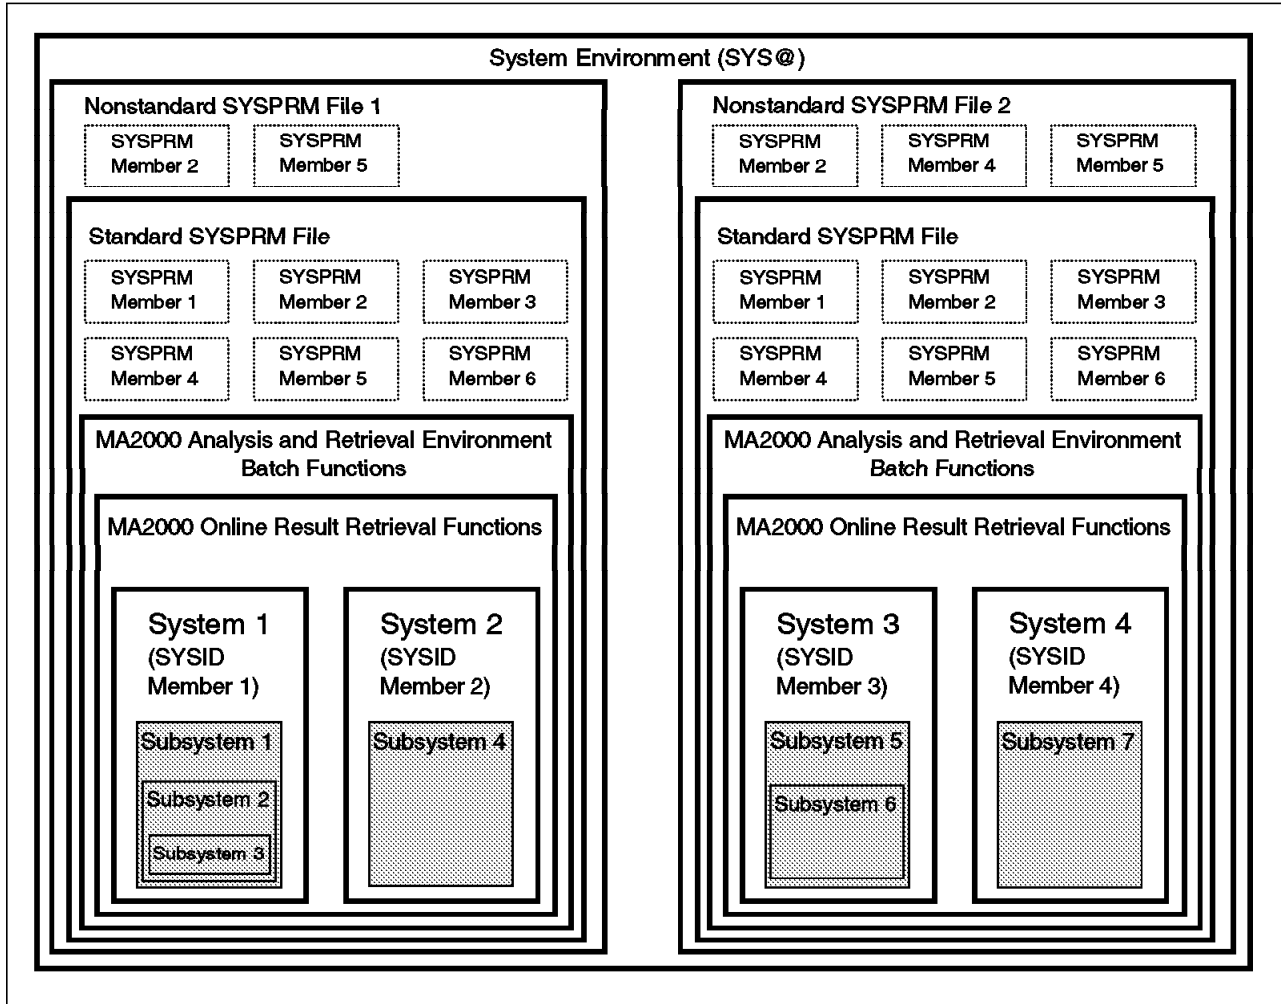 System Environment (SYS@)
Nonstandard SYSPRM File 1
SYSPRM
Member 2
SYSPRM
Member 5
Standard SYSPRM File
SYSPRM
Member 1
SYSPRM
Member 2
SYSPRM
Member 3
SYSPRM
Member 4
SYSPRM
Member 5
SYSPRM
Member 6
MA2000 Analysis and Retrieval Environment
Batch Functions
MA2000 Online Result Retrieval Functions
System 1
(SYSID
Member 1)
Subsystem 1
Subsystem 2
Subsystem 3
System 2
(SYSID
Member 2)
Subsystem 4
Nonstandard SYSPRM File 2
SYSPRM
Member 2
SYSPRM
Member 4
SYSPRM
Member 5
Standard SYSPRM File
SYSPRM
Member 1
SYSPRM
Member 2
SYSPRM
Member 3
SYSPRM
Member 4
SYSPRM
Member 5
SYSPRM
Member 6
MA2000 Analysis and Retrieval Environment
Batch Functions
MA2000 Online Result Retrieval Functions
System 3
(SYSID
Member 3)
Subsystem 5
Subsystem 6
System 4
(SYSID
Member 4)
Subsystem 7